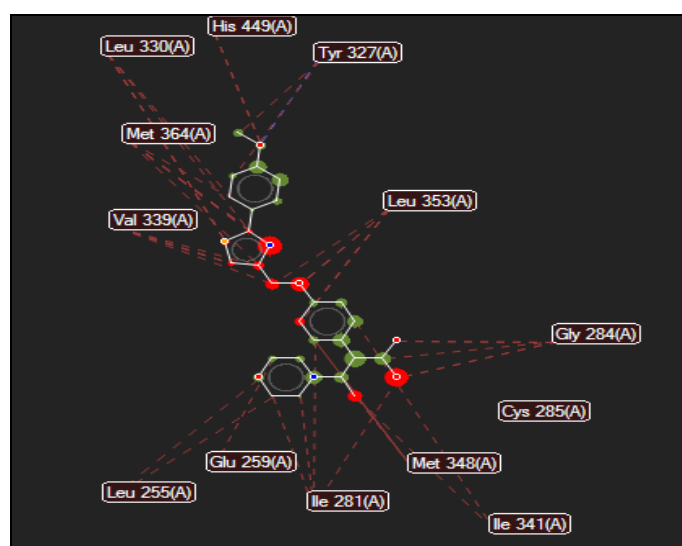 His 449(A)
Leu 330(A)
Tyr 327(A)
Met 364(A)
Leu 353(A)
Val 339(A)
Gly 284(A)
Cys 285(A)
Glu 259(A)
Met 348(A)
Leu 255(A)
Ile 281(A)
Ile 341(A)